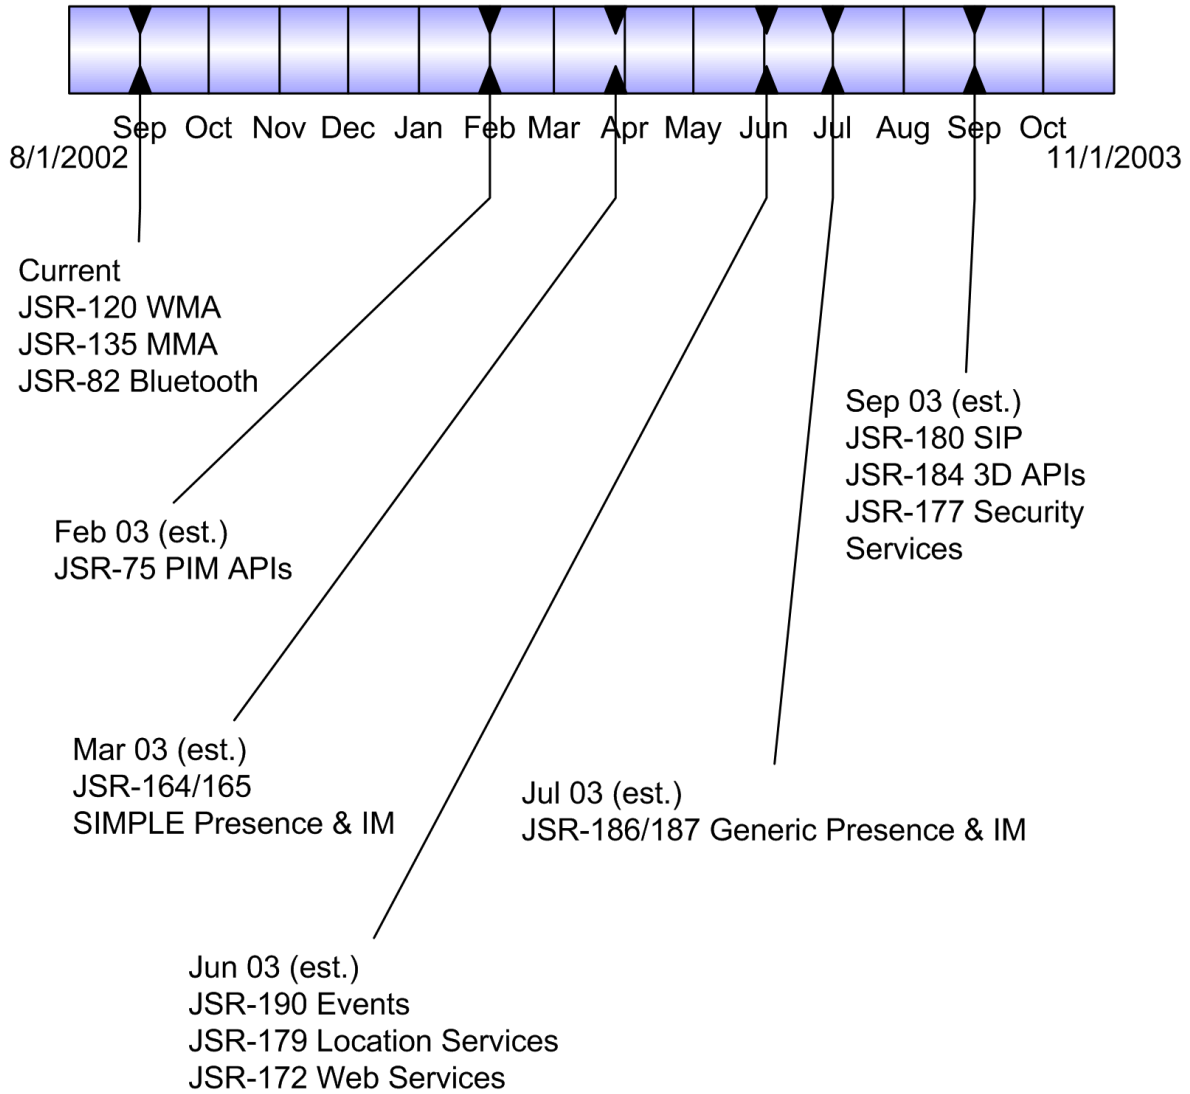 Sep Oct Nov Dec Jan Feb Mar Apr May Jun Jul Aug Sep Oct
8/1/2002 11/1/2003
Current
JSR-120 WMA
JSR-135 MMA
JSR-82 Bluetooth
Feb 03 (est.)
JSR-75 PIM APIs
Mar 03 (est.)
JSR-164/165
SIMPLE Presence & IM
Jun 03 (est.)
JSR-190 Events
JSR-179 Location Services
JSR-172 Web Services
Jul 03 (est.)
JSR-186/187 Generic Presence & IM
Sep 03 (est.)
JSR-180 SIP
JSR-184 3D APIs
JSR-177 Security
Services